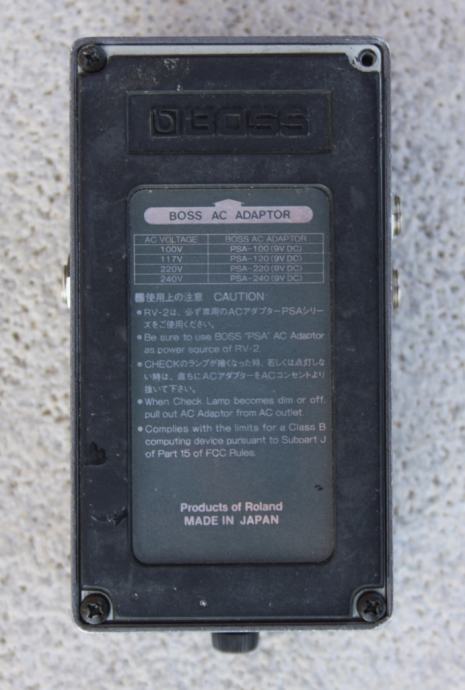 BOSS
BOSS AC ADAPTOR
AC VOLTAGE BOSS AC ADAPTOR
100V PSA-100(9V DC)
117V PSA-120(9V DC)
220V PSA-220(9V DC)
240V PSA-240(9V DC)
使用上の注意 CAUTION
●RV-2は、必ず専用のACアダプターPSAシリー
ズをご使用ください。
●Be sure to use BOSS "PSA" AC Adaptor
as power source of RV-2.
●CHECKのランプが暗くなった時、若しくは点灯しな
い時は、直ちにACアダプターをACコンセントより
抜いて下さい。
●When Check Lamp becomes dim or off,
pull out AC Adaptor from AC outlet.
●Complies with the limits for a Class B
computing device pursuant to Subpart J
of Part 15 of FCC Rules.
Products of Roland
MADE IN JAPAN